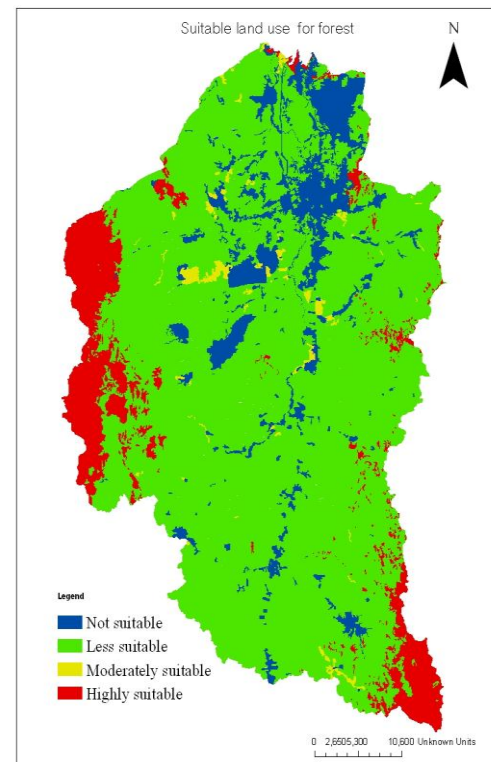 Suitable land use for forest
N
Legend
Not suitable
Less suitable
Moderately suitable
Highly suitable
0 2,6505,300 10,600 Unknown Units